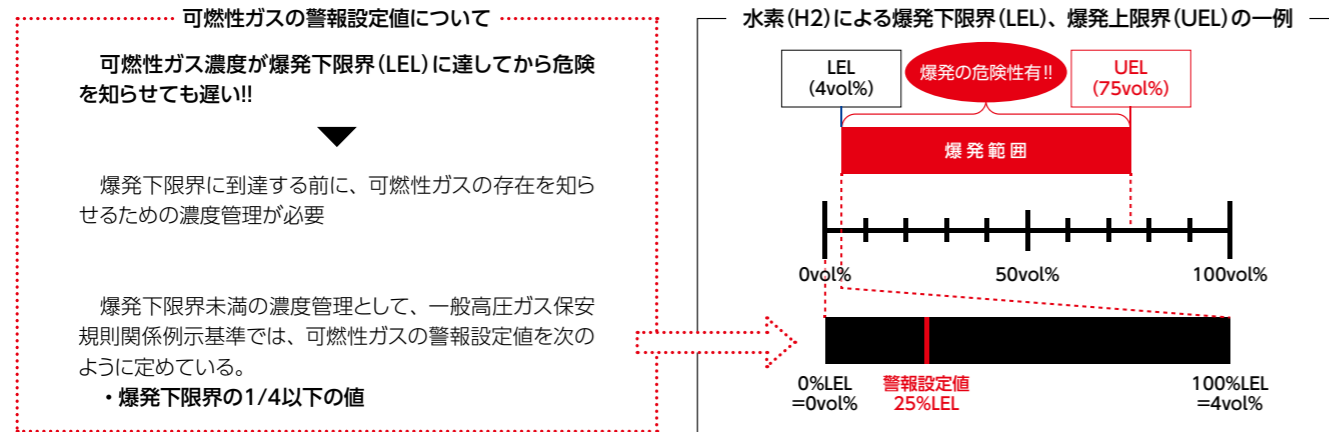 可燃性ガスの警報設定値について
可燃性ガス濃度が爆発下限界(LEL)に達してから危険
を知らせても遅い!!
爆発下限界に到達する前に、可燃性ガスの存在を知ら
せるための濃度管理が必要
爆発下限界未満の濃度管理として、一般高圧ガス保安
規則関係例示基準では、可燃性ガスの警報設定値を次の
ように定めている。
・爆発下限界の1/4以下の値
水素(H2)による爆発下限界(LEL)、爆発上限界(UEL)の一例
LEL
(4vol%)
爆発の危険性有!!
UEL
(75vol%)
爆発範囲
0vol%
50vol%
100vol%
0%LEL
=0vol%
警報設定値
25%LEL
100%LEL
=4vol%